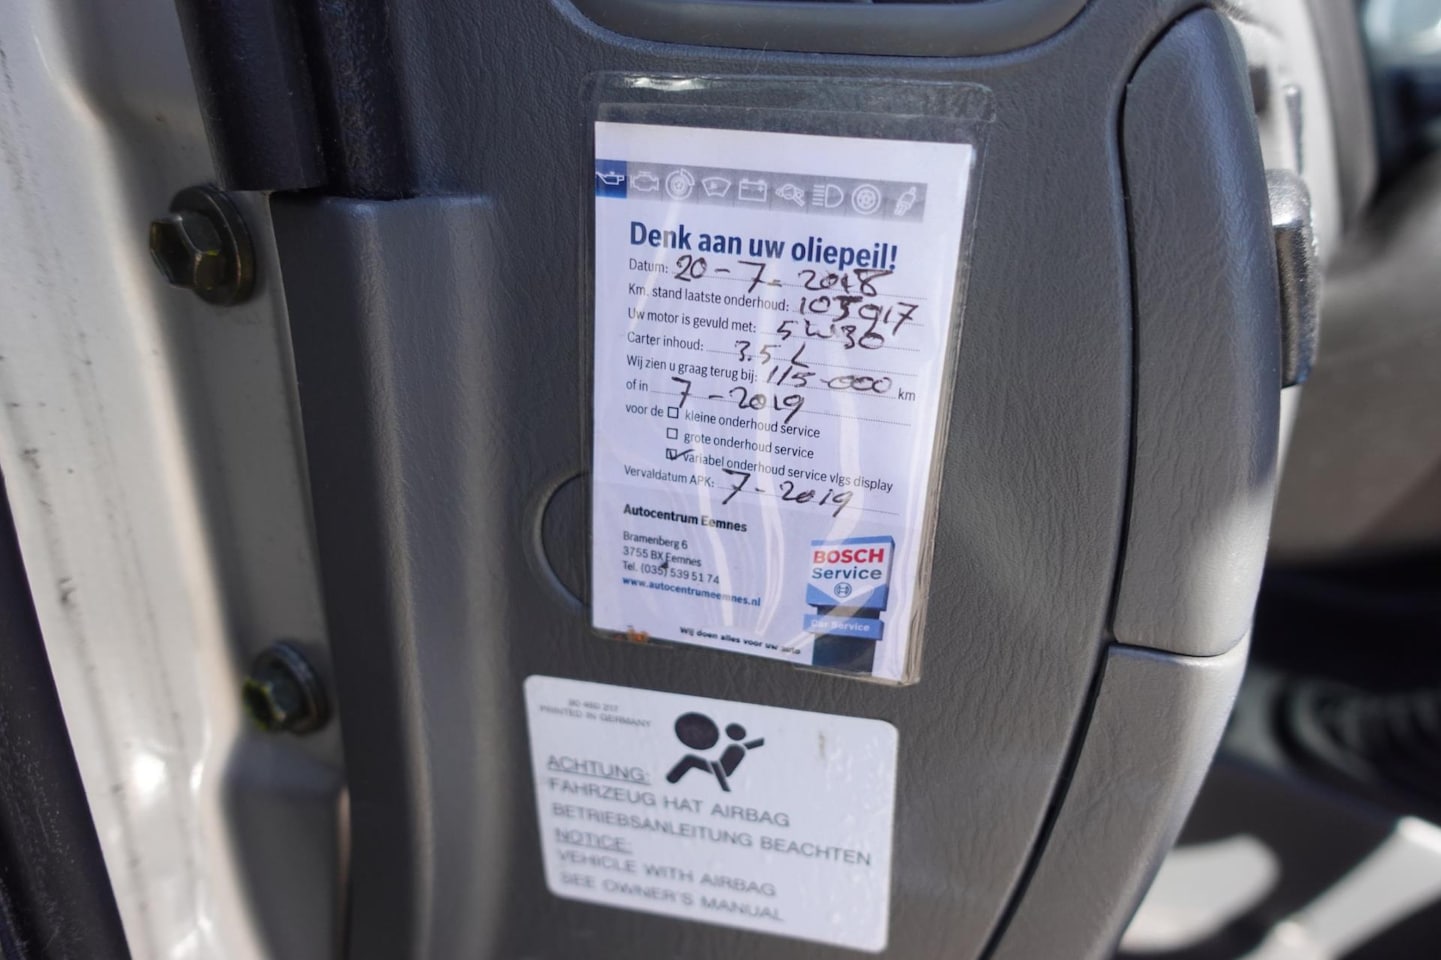 Denk aan uw oliepeil!
Datum: 20-7-2018
Km. stand laatste onderhoud: 105917
Uw motor is gevuld met: 5W30
Carter inhoud: 3.5 L
Wij zien u graag terug bij: 115-000 km
of in 7-2019
voor de kleine onderhoud service
grote onderhoud service
variabel onderhoud service vlgs display
Vervaldatum APK: 7-2019
Autocentrum Eemnes
Bramenberg 6
3755 BX Eemnes
Tel. (035) 539 51 74
www.autocentrumeemnes.nl
BOSCH
Service
Car Service
Wij doen alles voor uw auto
PRINTED IN GERMANY
ACHTUNG:
FAHRZEUG HAT AIRBAG
BETRIEBSANLEITUNG BEACHTEN
NOTICE:
VEHICLE WITH AIRBAG
SEE OWNER'S MANUAL